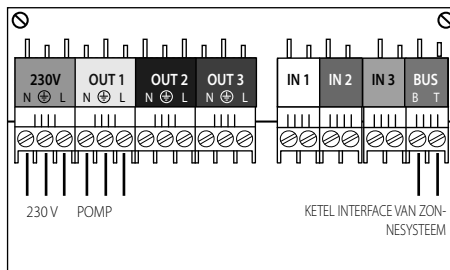 230V OUT 1 OUT 2 OUT 3 IN 1 IN 2 IN 3 BUS
N L N L N L N L B T
230 V POMP KETEL INTERFACE VAN ZON-
NESYSTEEM